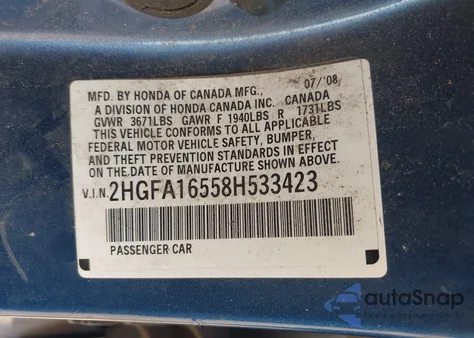 MFD. BY HONDA OF CANADA MFG., 07/'08
A DIVISION OF HONDA CANADA INC. CANADA
GVWR 3671LBS GAWR F 1940LBS R 1731LBS
THIS VEHICLE CONFORMS TO ALL APPLICABLE
FEDERAL MOTOR VEHICLE SAFETY, BUMPER,
AND THEFT PREVENTION STANDARDS IN EFFECT
ON THE DATE OF MANUFACTURE SHOWN ABOVE.
V.I.N. 2HGFA16558H533423
PASSENGER CAR
autoSnap